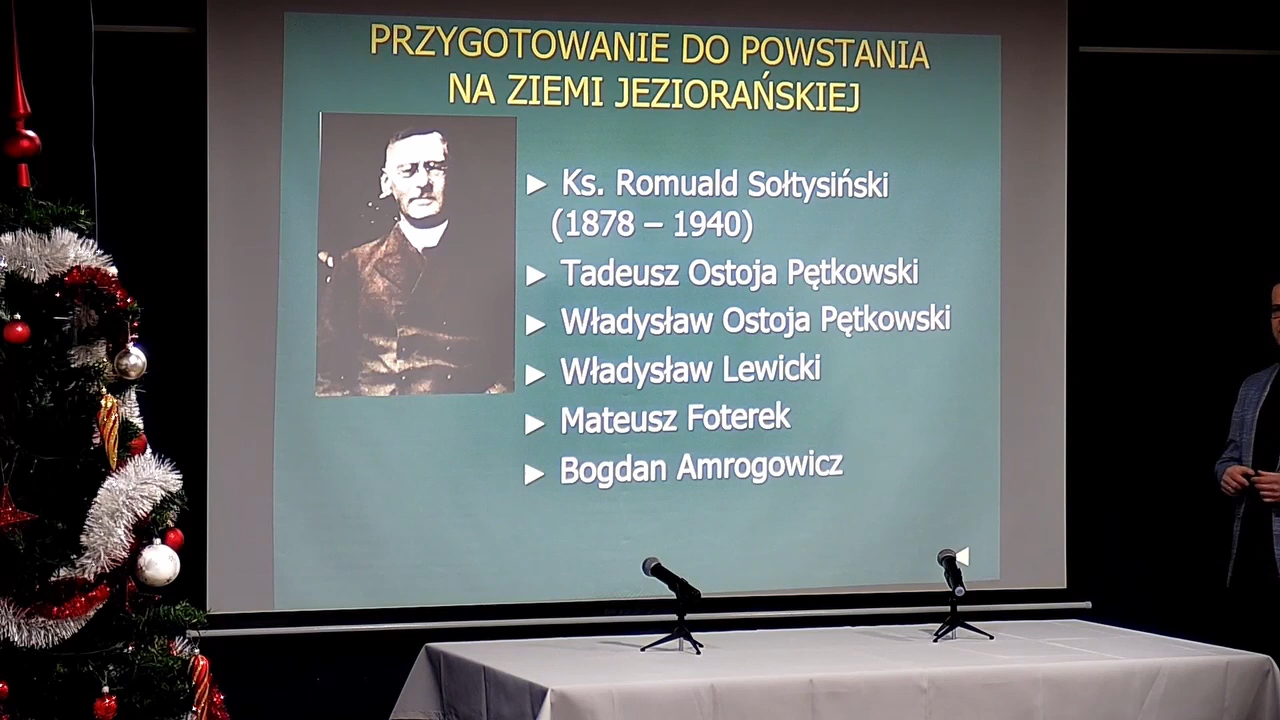 PRZYGOTOWANIE DO POWSTANIA
NA ZIEMI JEZIORAŃSKIEJ
► Ks. Romuald Sołtysiński
(1878 – 1940)
► Tadeusz Ostoja Pętkowski
► Władysław Ostoja Pętkowski
► Władysław Lewicki
► Mateusz Foterek
► Bogdan Amrogowicz